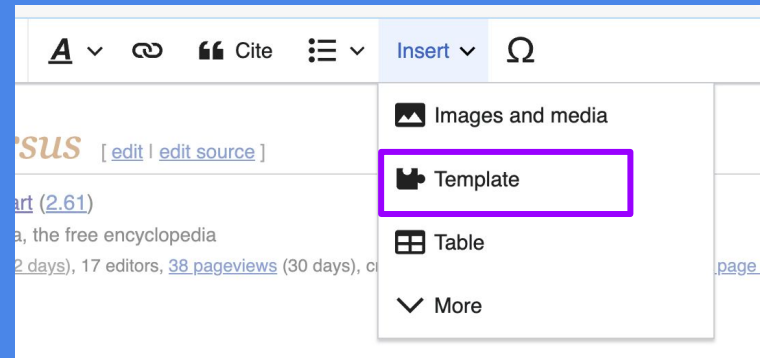 A Cite Insert Ω
Images and media
rsus [ edit | edit source ]
Template
art (2.61)
a, the free encyclopedia
Table
2 days), 17 editors, 38 pageviews (30 days), c page
More